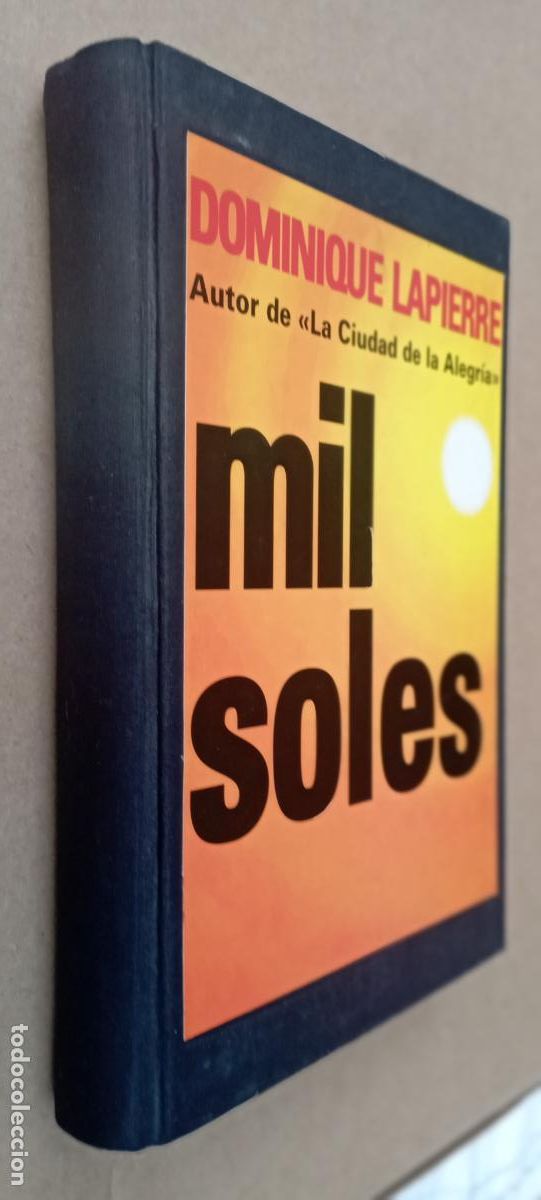 DOMINIQUE LAPIERRE
Autor de «La Ciudad de la Alegría»
mil
soles
todocoleccion